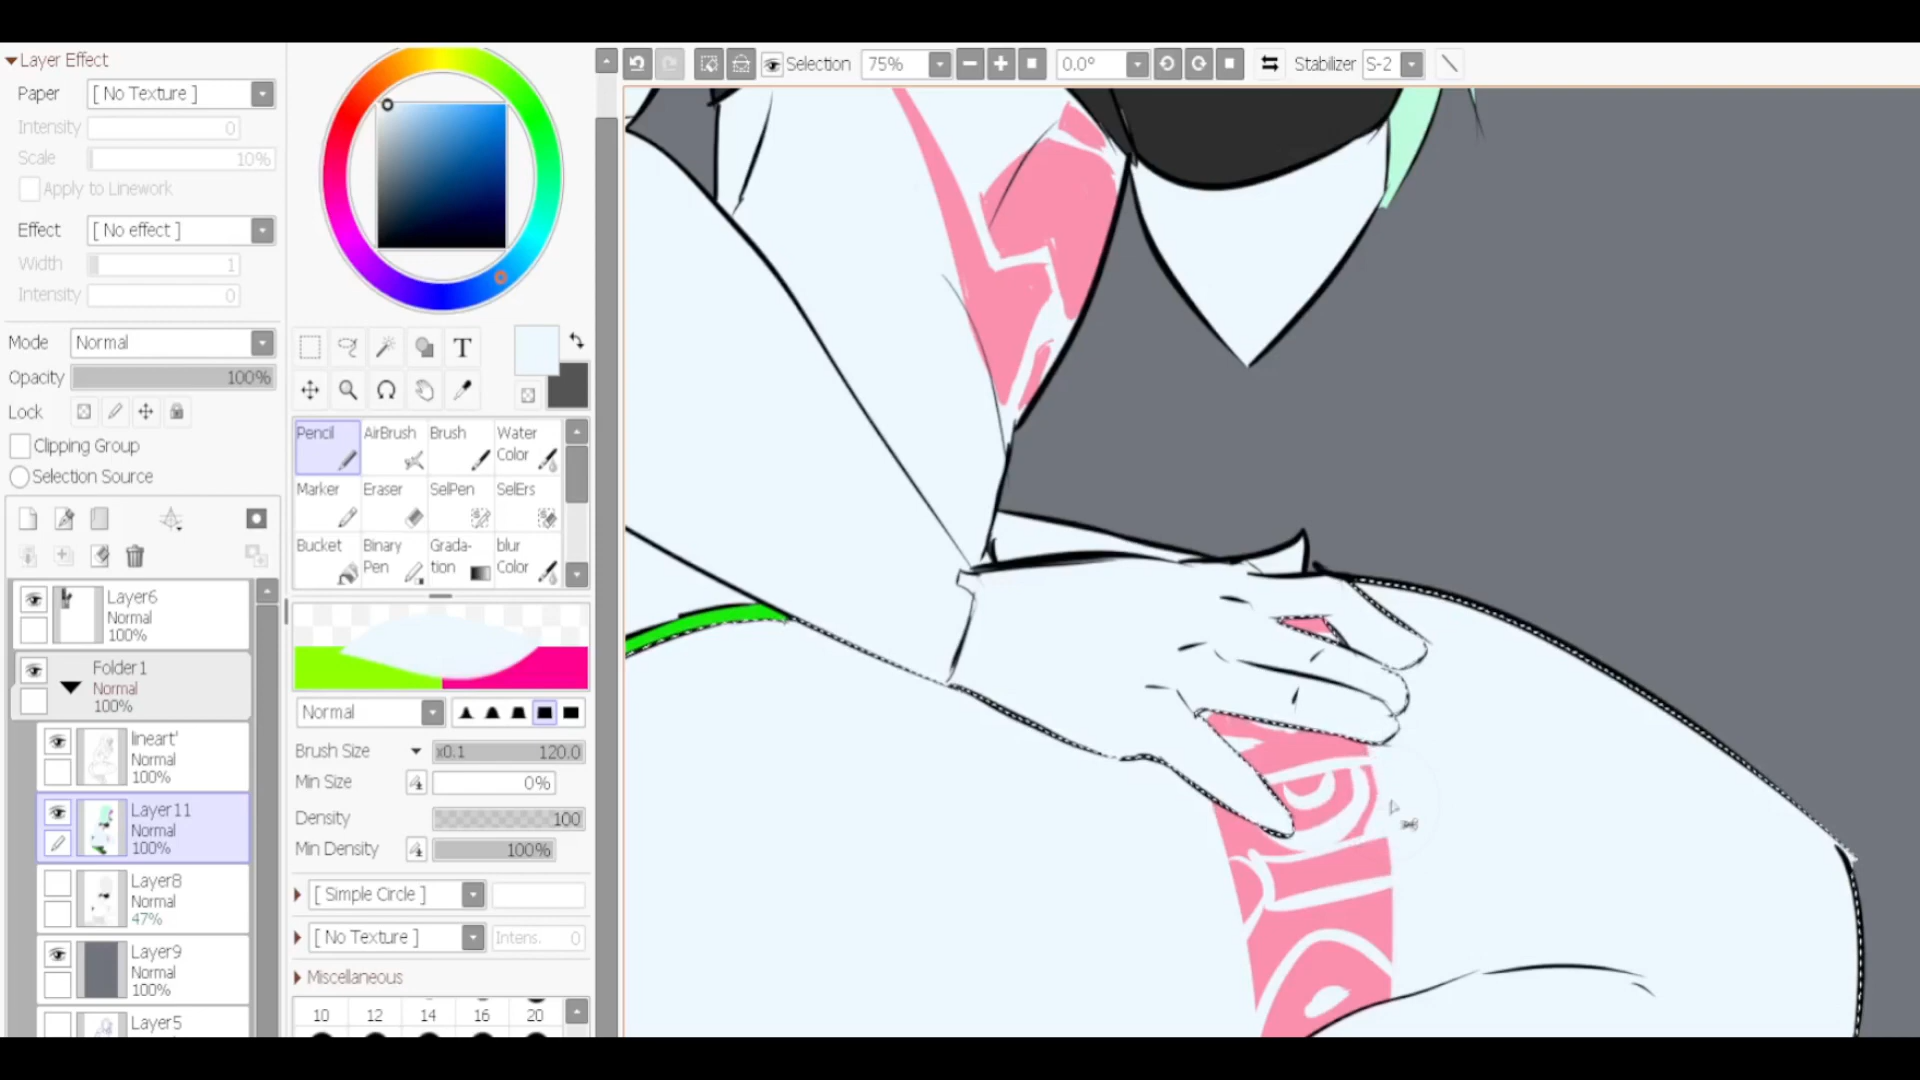 Layer Effect
Paper [ No Texture ]
Intensity 0
Scale 10%
Apply to Linework
Effect [ No effect ]
Width 1
Intensity 0
Mode Normal
Opacity 100%
Lock
Clipping Group
Selection Source
Layer6
Normal
100%
Folder1
Normal
100%
lineart'
Normal
100%
Layer11
Normal
100%
Layer8
Normal
47%
Layer9
Normal
100%
Layer5
T
Pencil AirBrush Brush Water Color
Marker Eraser SelPen SelErs
Bucket Binary Pen Grada-tion blur Color
Normal
Brush Size x0.1 120.0
Min Size 0%
Density 100
Min Density 100%
[ Simple Circle ]
[ No Texture ] Intens. 0
Miscellaneous
10 12 14 16 20
Selection 75% 0.0° Stabilizer S-2